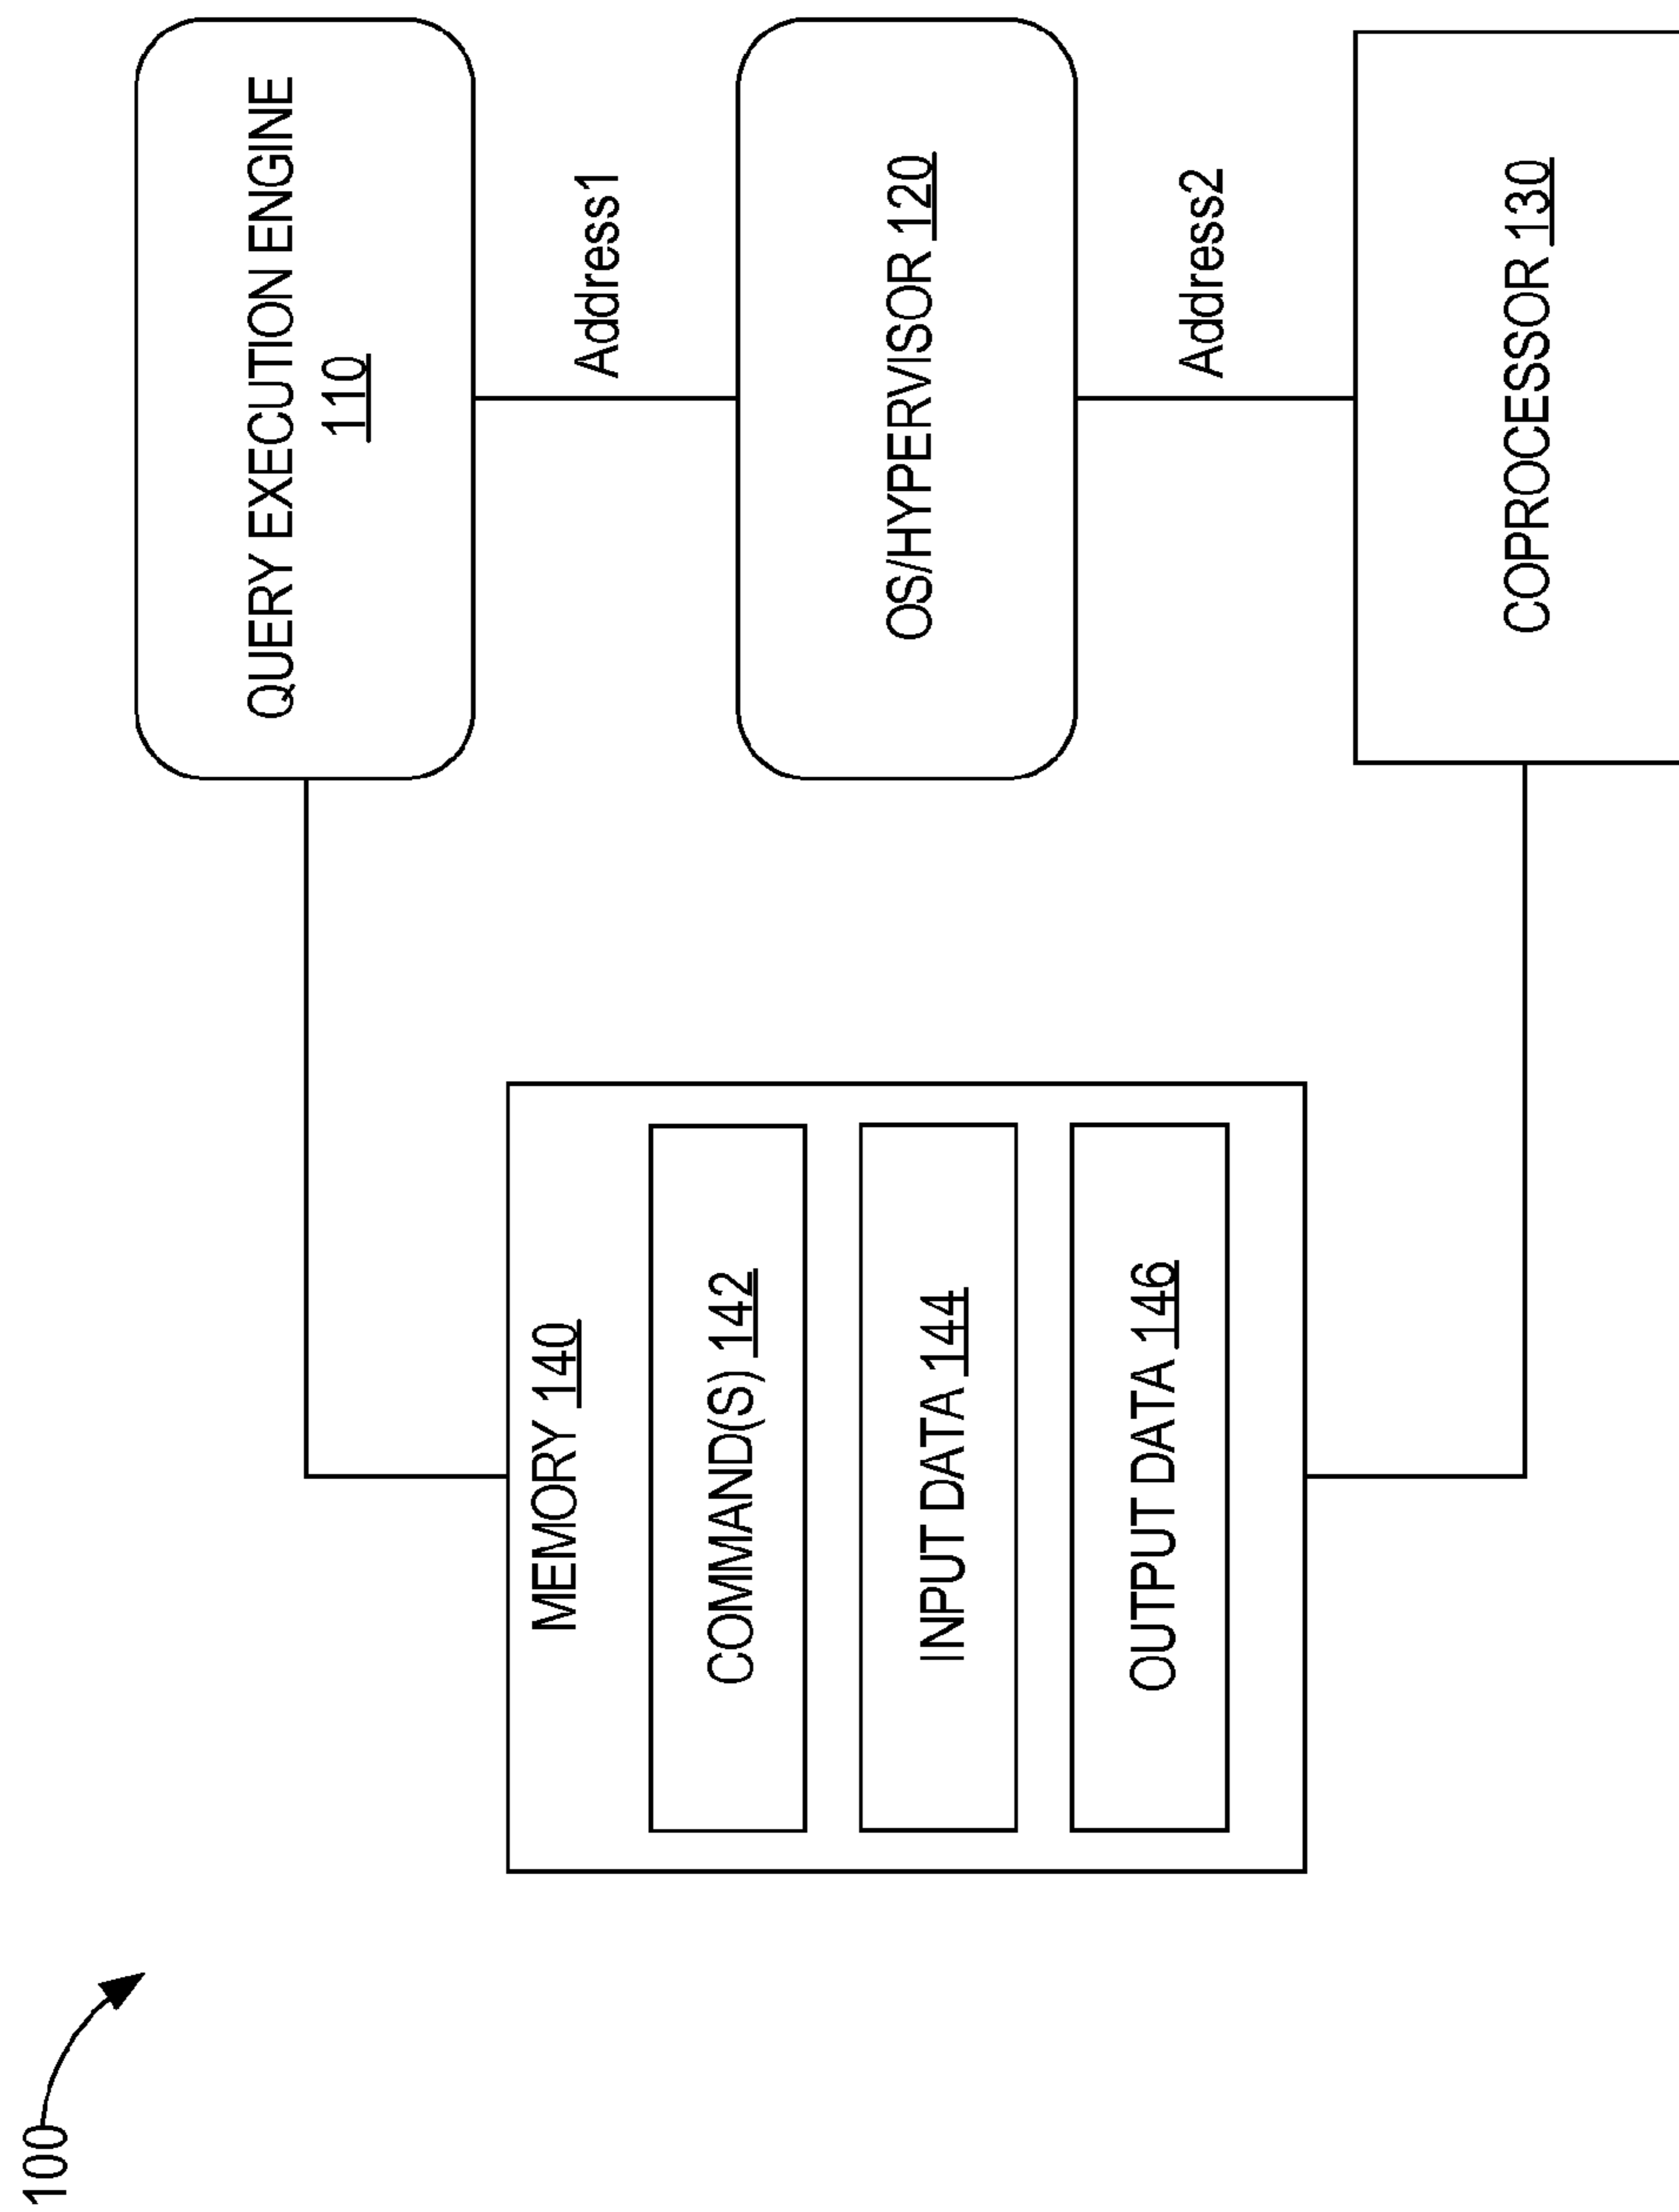 100
MEMORY 140
COMMAND(S) 142
INPUT DATA 144
OUTPUT DATA 146
QUERY EXECUTION ENGINE
110
Address1
OS/HYPERVISOR 120
Address2
COPROCESSOR 130